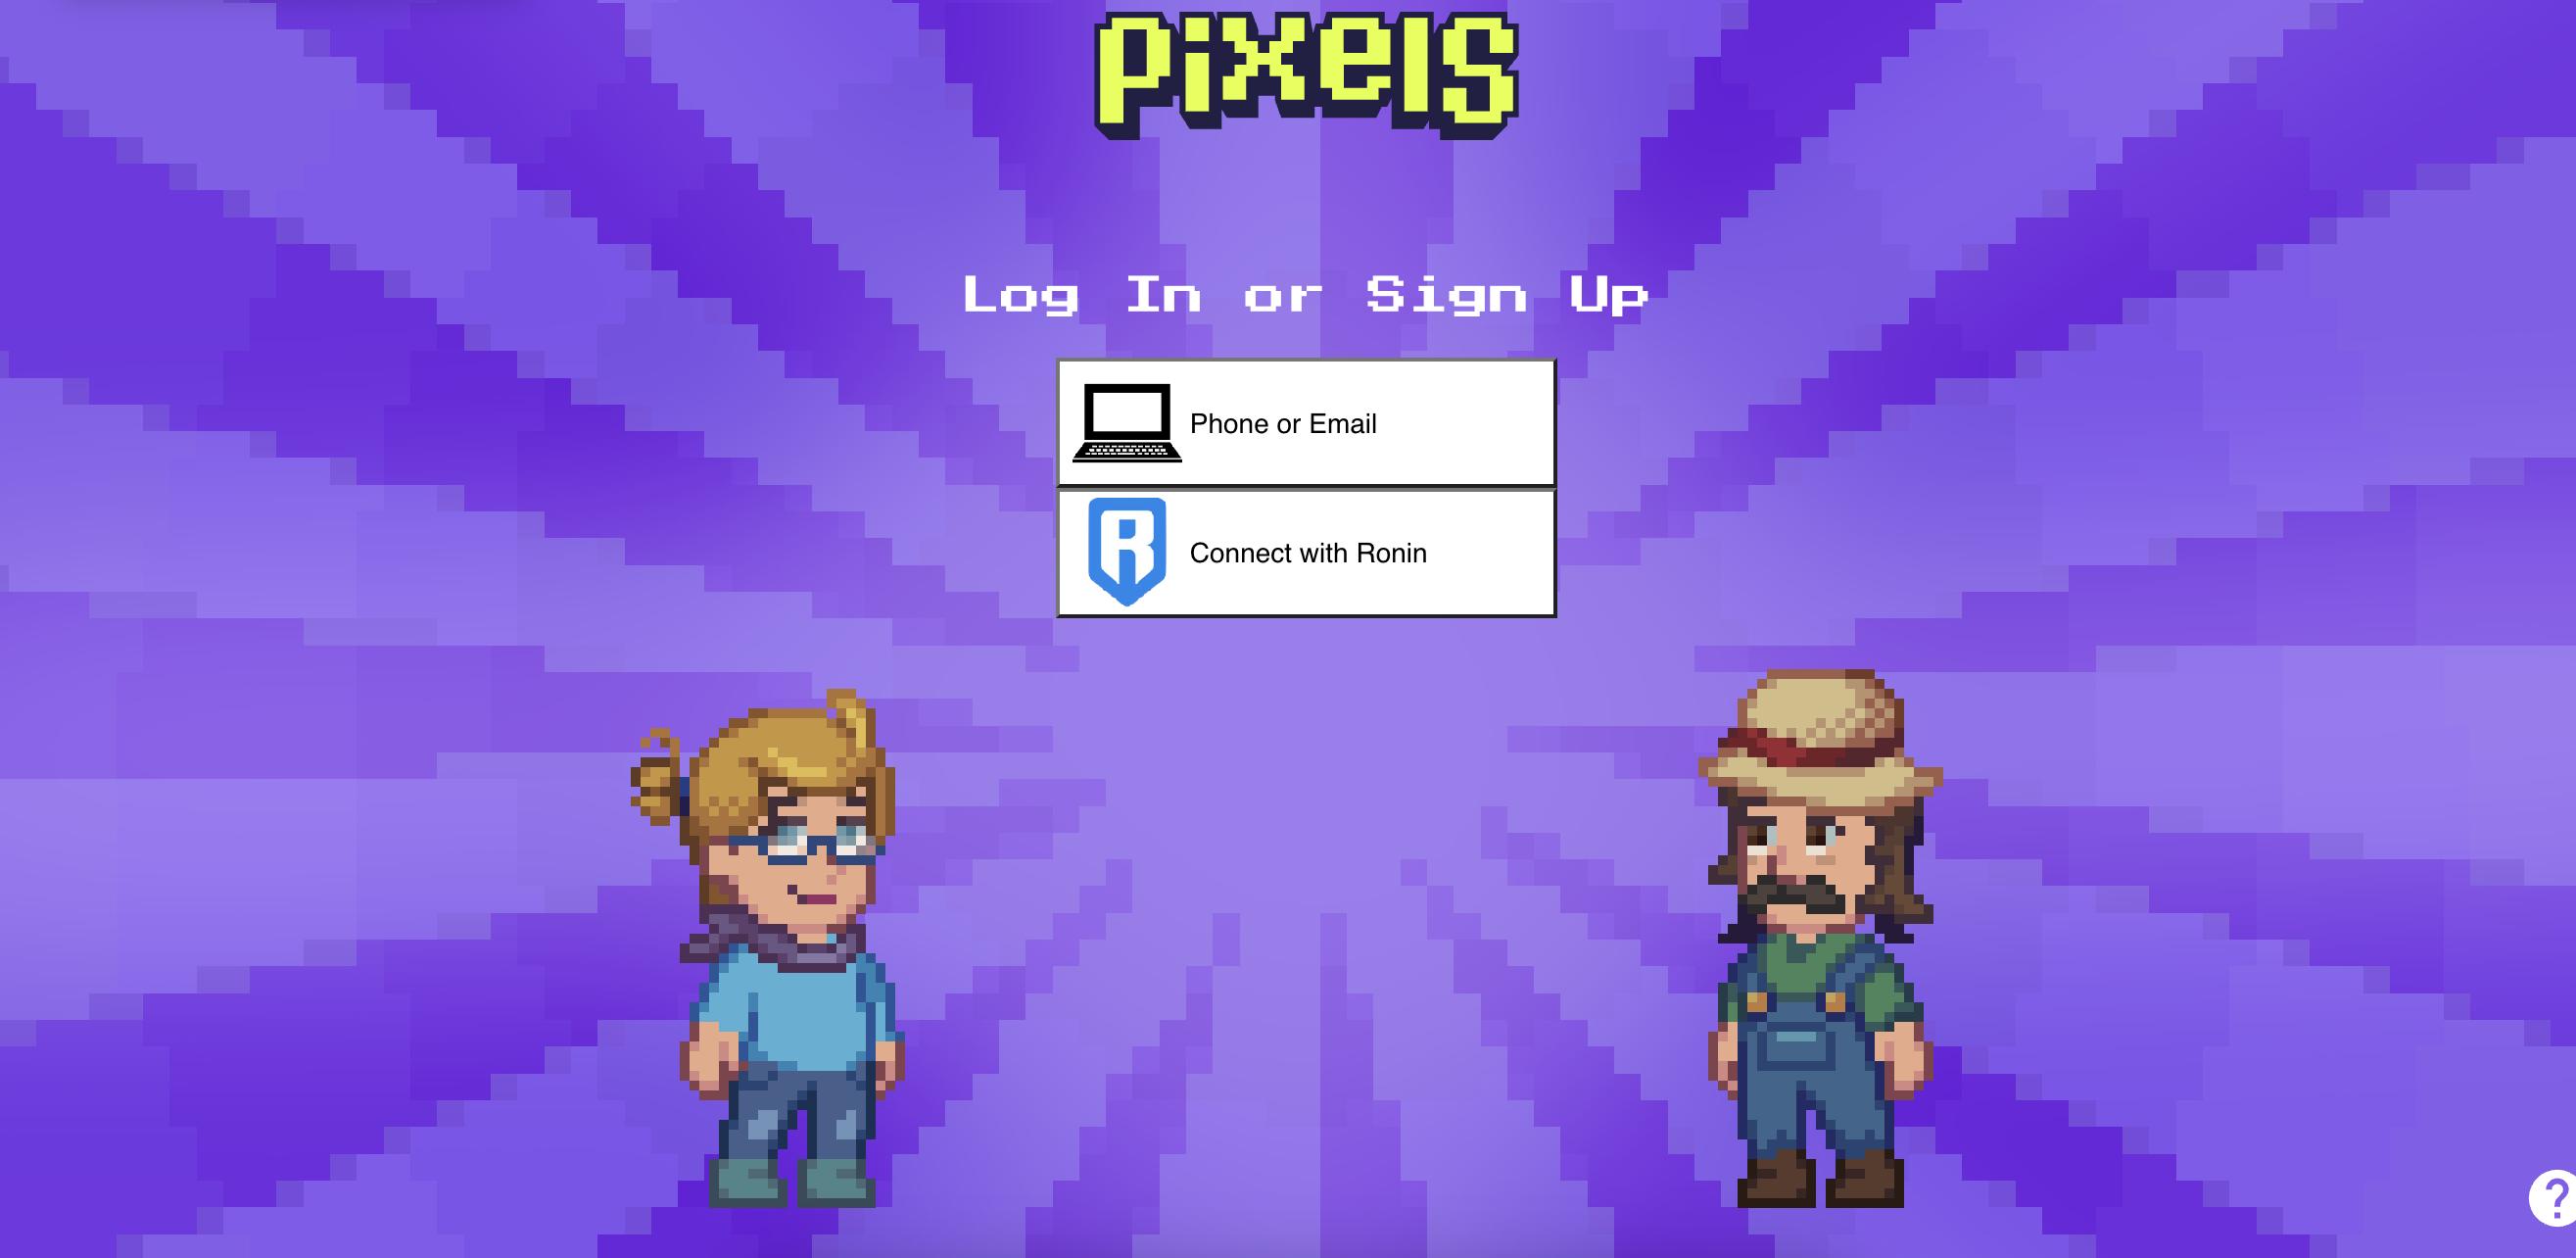 pixels
Log In or Sign Up
Phone or Email
Connect with Ronin
?